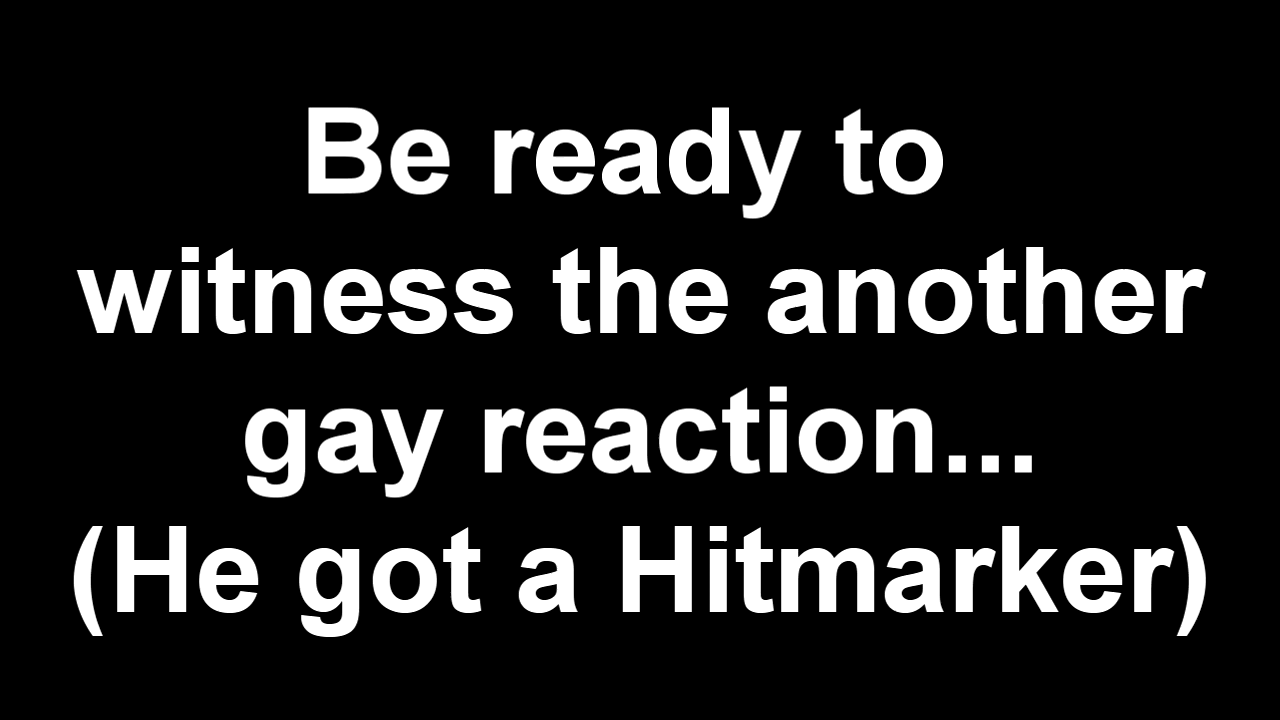 Be ready to
witness the another
gay reaction...
(He got a Hitmarker)